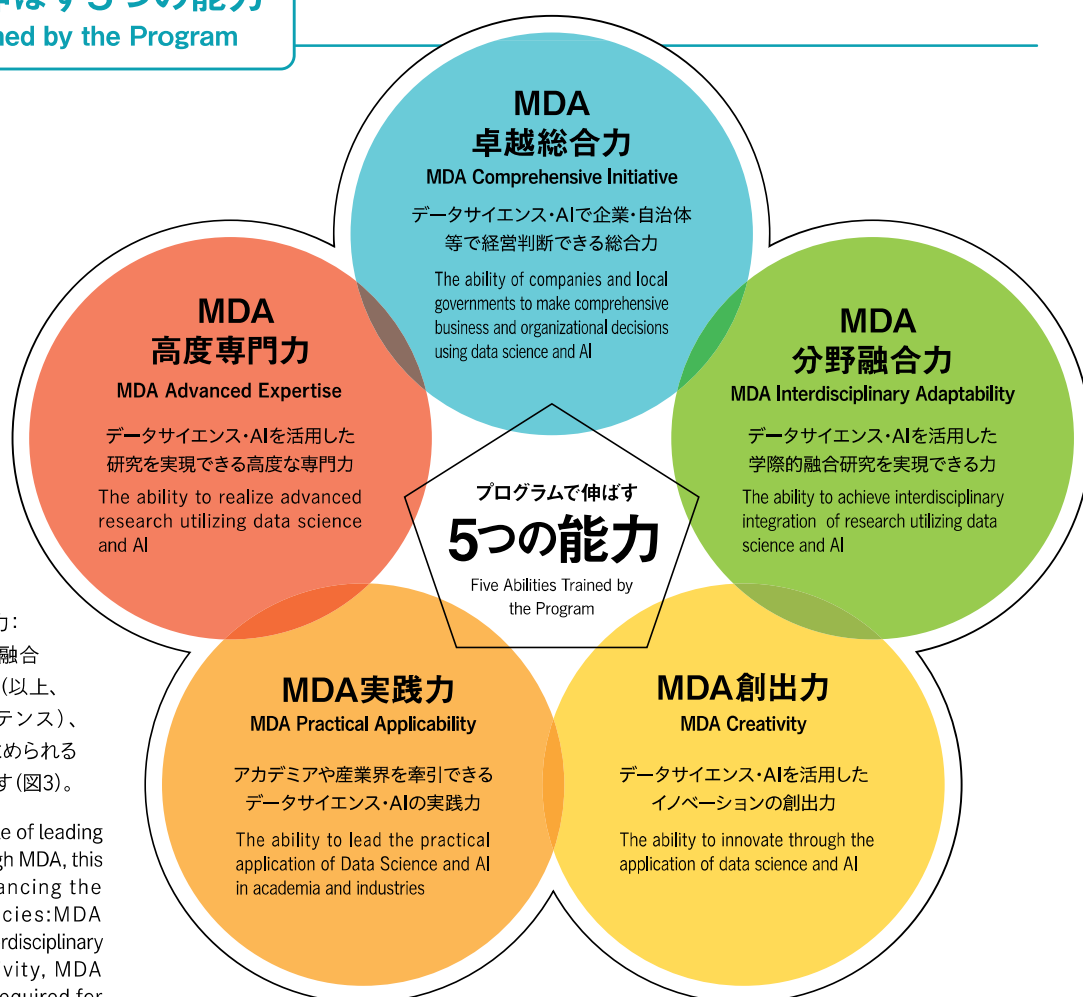 ばす5つの能力
by the Program
MDA
卓越総合力
MDA Comprehensive Initiative
データサイエンス・AIで企業・自治体
等で経営判断できる総合力
The ability of companies and local
governments to make comprehensive
business and organizational decisions
using data science and AI
MDA
高度専門力
MDA Advanced Expertise
データサイエンス・AIを活用した
研究を実現できる高度な専門力
The ability to realize advanced
research utilizing data science
and AI
MDA
分野融合力
MDA Interdisciplinary Adaptability
データサイエンス・AIを活用した
学際的融合研究を実現できる力
The ability to achieve interdisciplinary
integration of research utilizing data
science and AI
プログラムで伸ばす
5つの能力
Five Abilities Trained by
the Program
MDA実践力
MDA Practical Applicability
アカデミアや産業界を牽引できる
データサイエンス・AIの実践力
The ability to lead the practical
application of Data Science and AI
in academia and industries
MDA創出力
MDA Creativity
データサイエンス・AIを活用した
イノベーションの創出力
The ability to innovate through the
application of data science and AI
力：
融合
（以上、
テンス）、
められる
す（図3）。
of leading
MDA, this
the
MDA
MDA
for